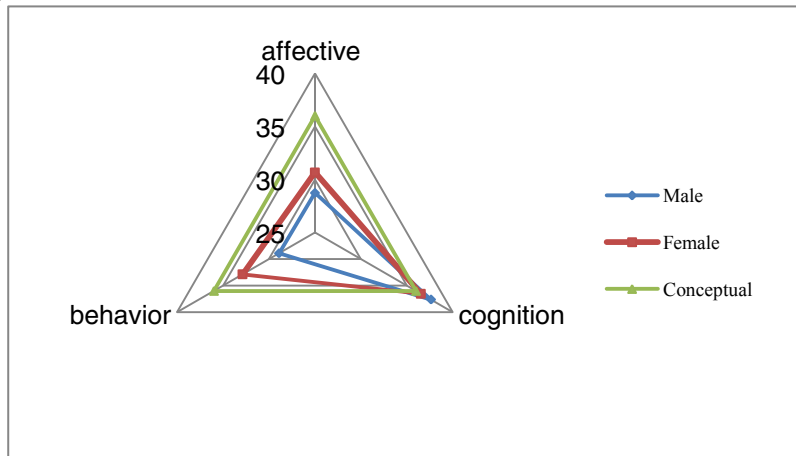 affective
40
35
30
25
behavior
cognition
Male
Female
Conceptual